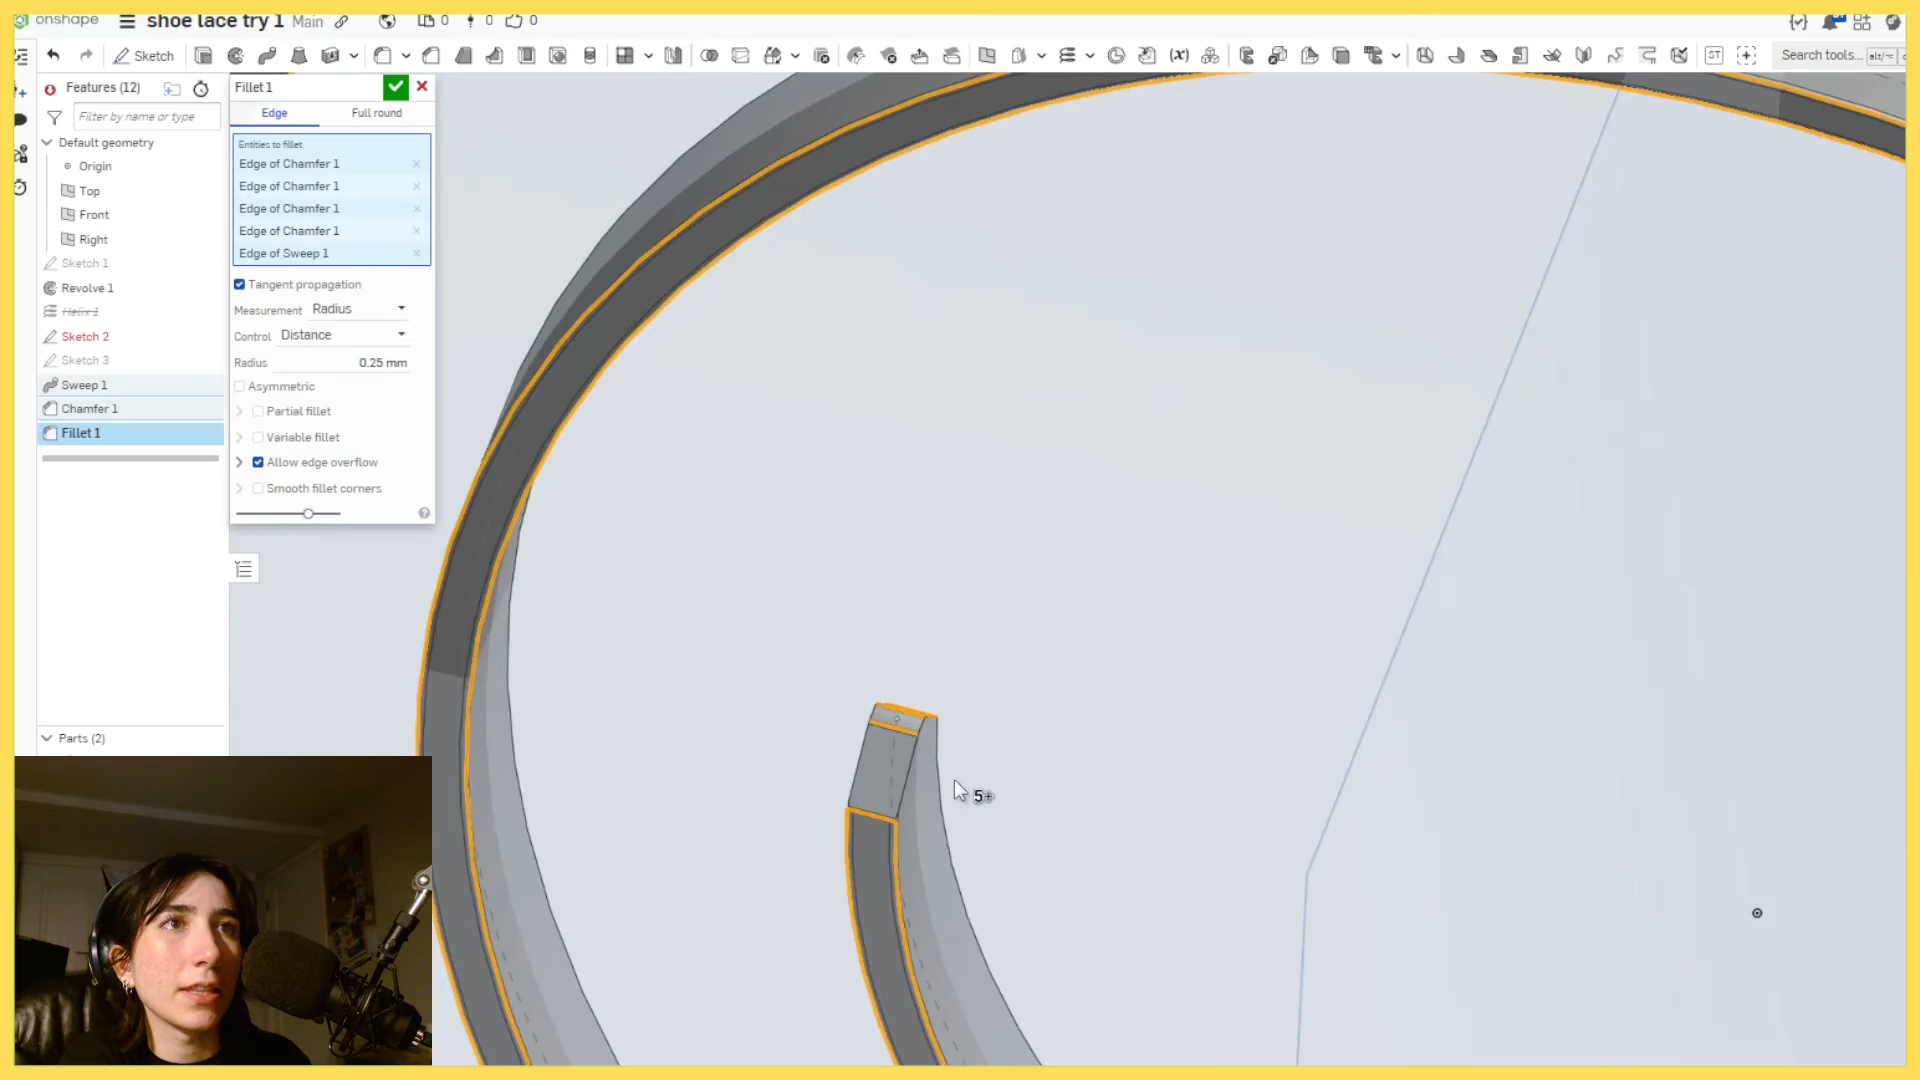 onshape
shoe lace try 1 Main
0 0 0
Sketch
(x)
ST
Search tools... alt/~
Features (12)
Filter by name or type
Default geometry
Origin
Top
Front
Right
Sketch 1
Revolve 1
Helix 1
Sketch 2
Sketch 3
Sweep 1
Chamfer 1
Fillet 1
Parts (2)
Fillet 1
Edge Full round
Entities to fillet
Edge of Chamfer 1
Edge of Chamfer 1
Edge of Chamfer 1
Edge of Chamfer 1
Edge of Sweep 1
Tangent propagation
Measurement Radius
Control Distance
Radius 0.25 mm
Asymmetric
Partial fillet
Variable fillet
Allow edge overflow
Smooth fillet corners
5+